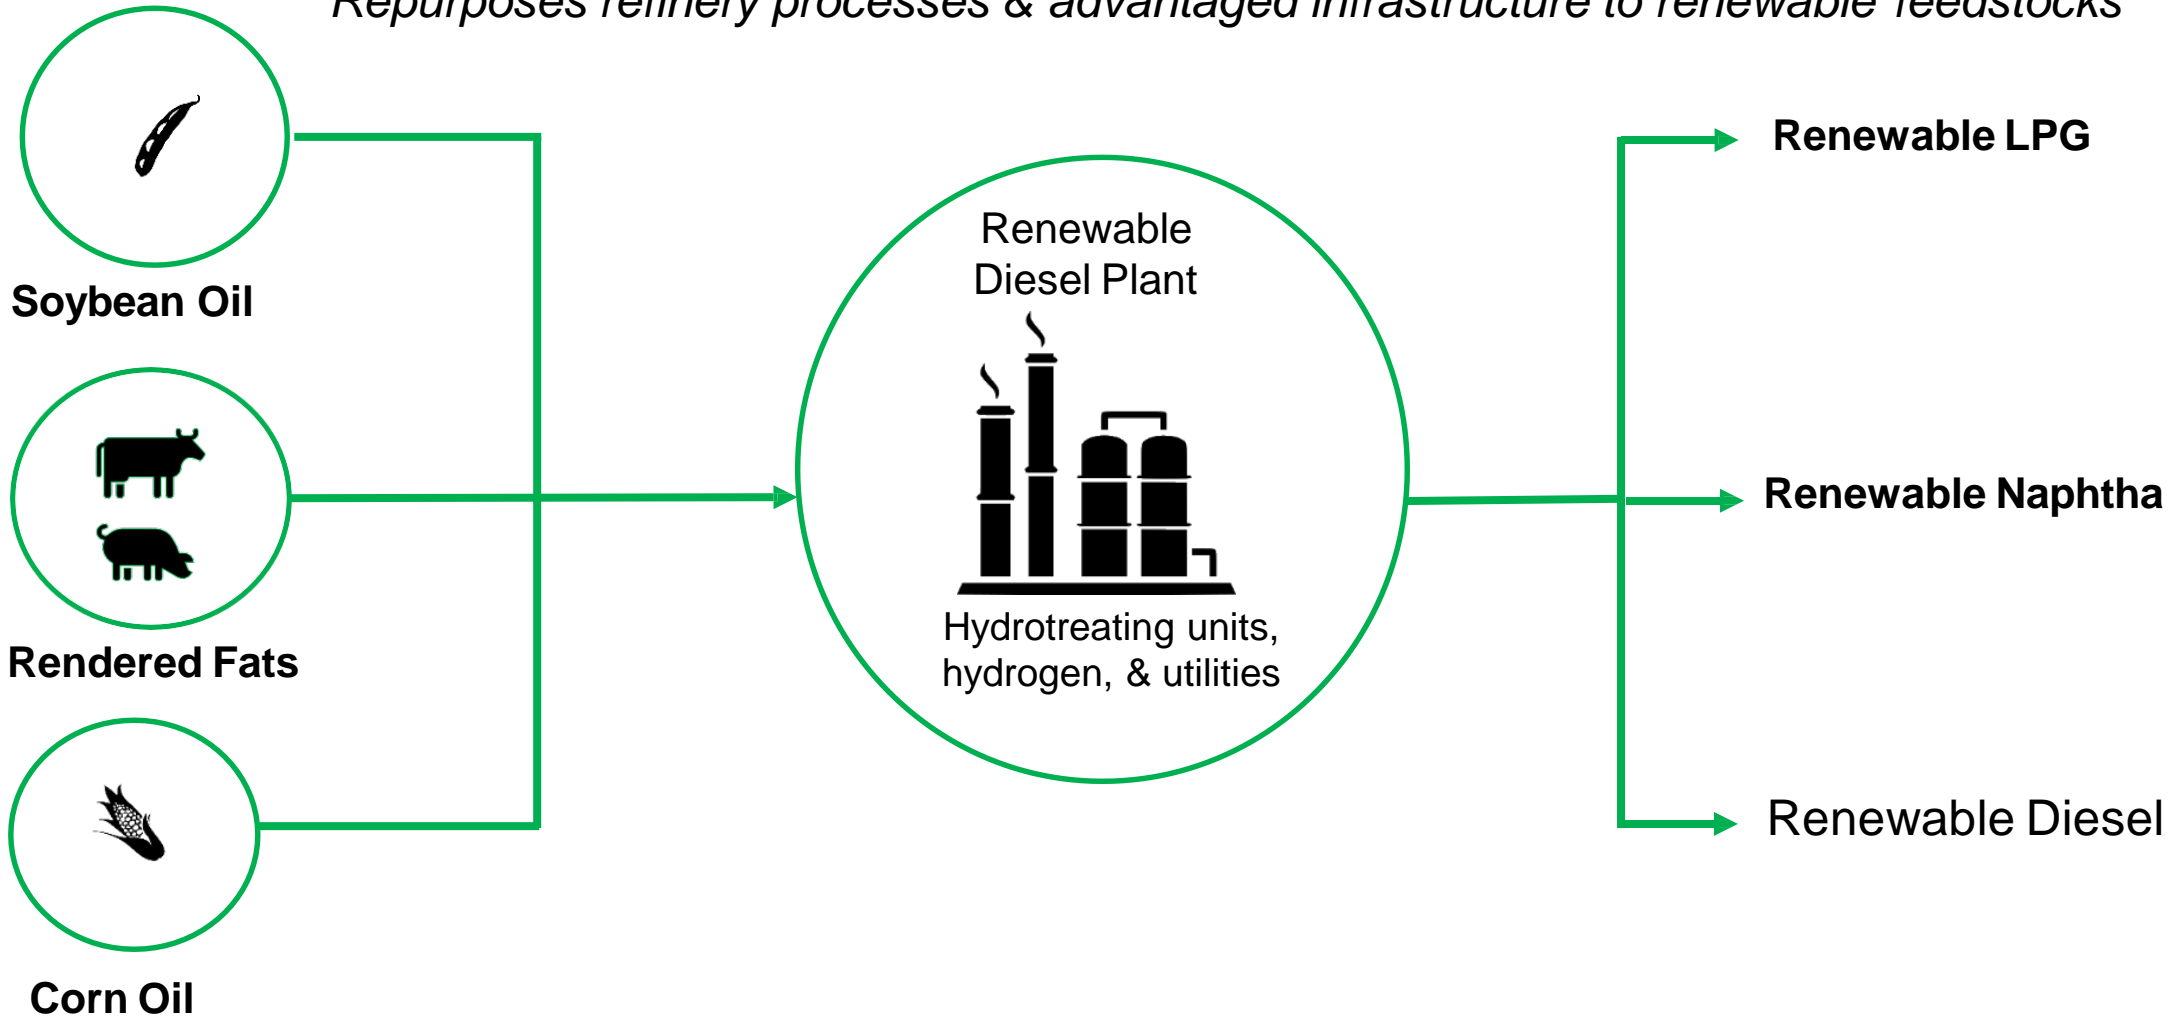 Repurposes refinery processes & advantaged infrastructure to renewable feedstocks
Soybean Oil
Rendered Fats
Corn Oil
Renewable
Diesel Plant
Hydrotreating units,
hydrogen, & utilities
Renewable LPG
Renewable Naphtha
Renewable Diesel